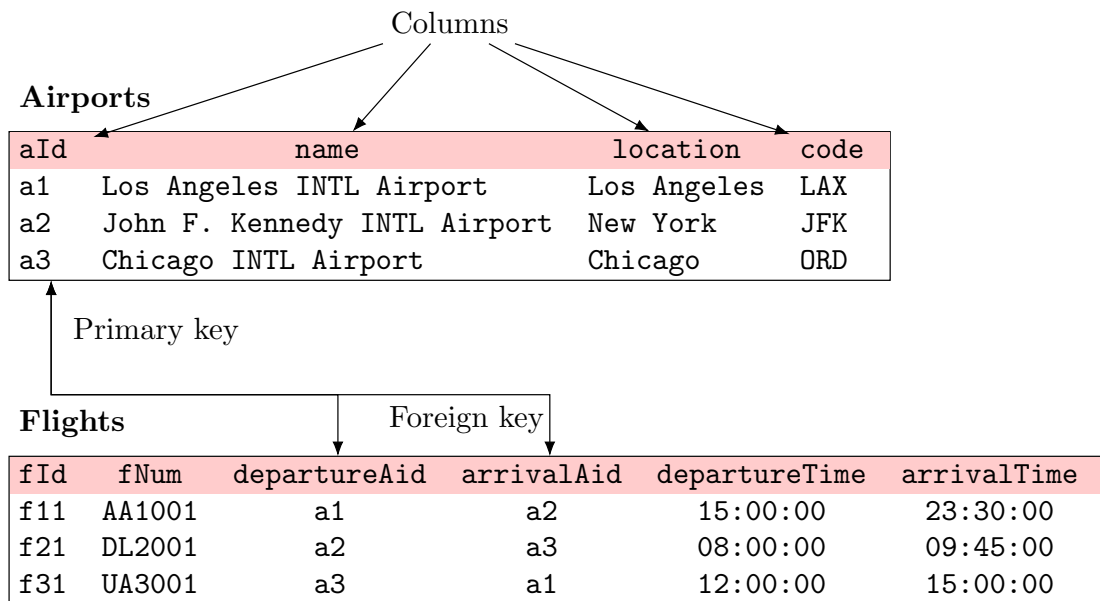 Columns
Airports
aId name location code
a1 Los Angeles INTL Airport Los Angeles LAX
a2 John F. Kennedy INTL Airport New York JFK
a3 Chicago INTL Airport Chicago ORD
Primary key
Foreign key
Flights
fId fNum departureAid arrivalAid departureTime arrivalTime
f11 AA1001 a1 a2 15:00:00 23:30:00
f21 DL2001 a2 a3 08:00:00 09:45:00
f31 UA3001 a3 a1 12:00:00 15:00:00